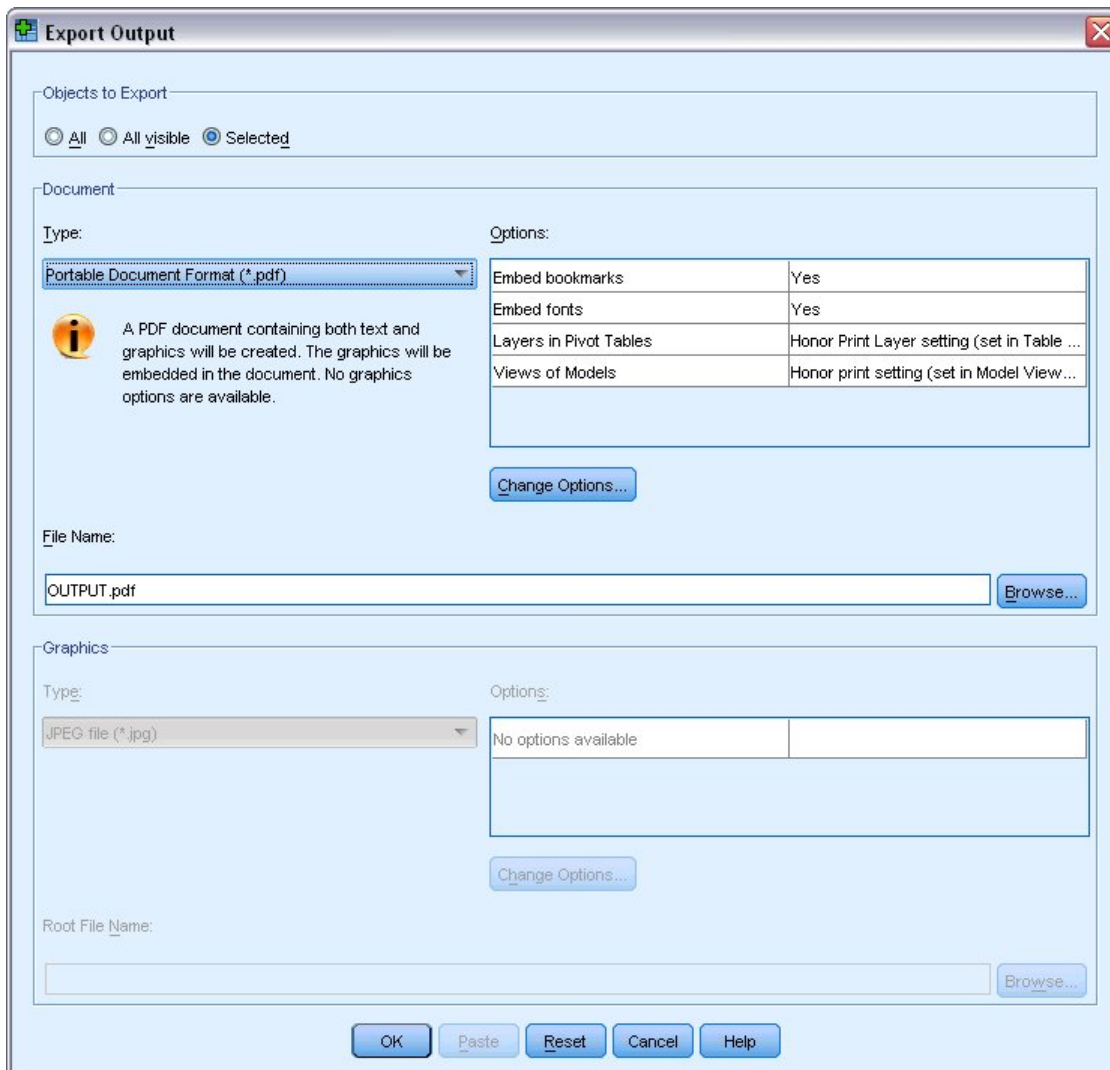 Export Output
Objects to Export
All All visible Selected
Document
Type:
Portable Document Format (*.pdf)
A PDF document containing both text and
graphics will be created. The graphics will be
embedded in the document. No graphics
options are available.
Options:
Embed bookmarks Yes
Embed fonts Yes
Layers in Pivot Tables Honor Print Layer setting (set in Table ...
Views of Models Honor print setting (set in Model View...
Change Options...
File Name:
OUTPUT.pdf
Browse...
Graphics
Type:
JPEG file (*.jpg)
Options:
No options available
Change Options...
Root File Name:
Browse...
OK Paste Reset Cancel Help